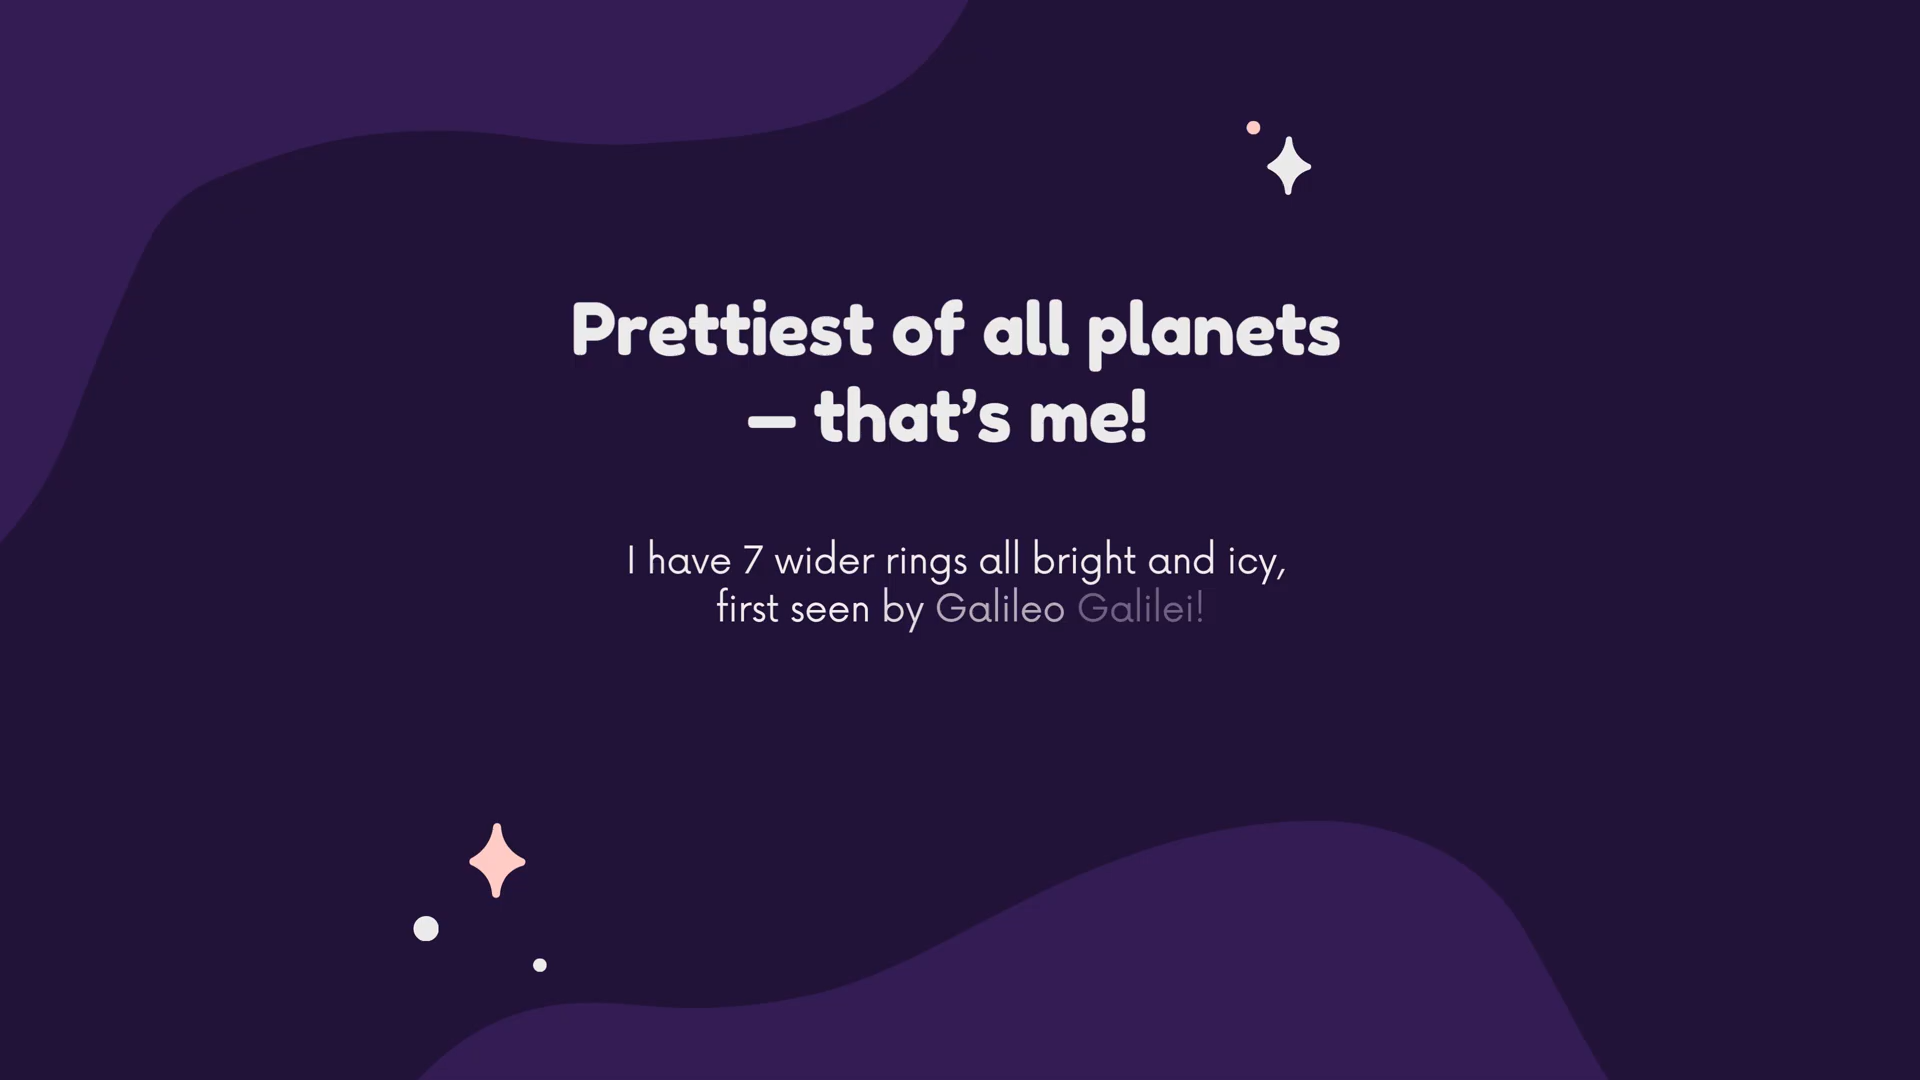 Prettiest of all planets
– that’s me!
I have 7 wider rings all bright and icy,
first seen by Galileo Galilei!